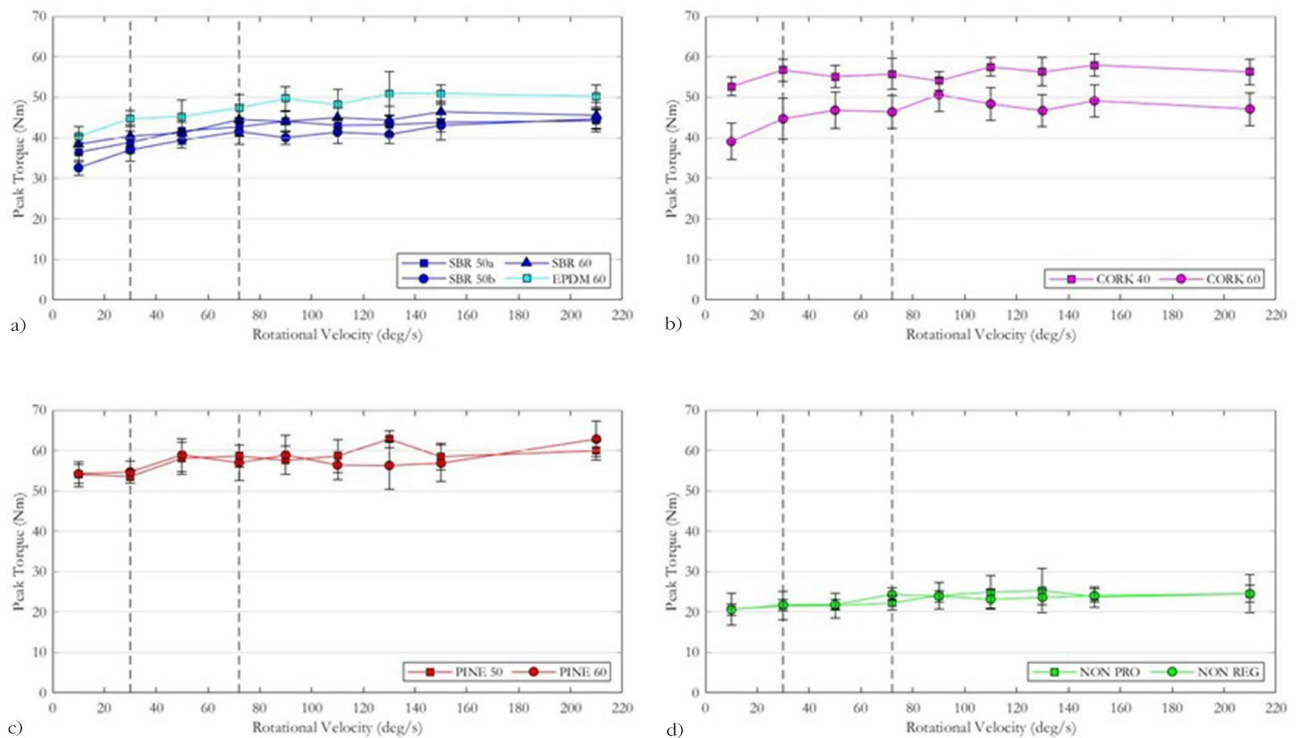 70
60
50
40
30
20
10
0
Peak Torque (Nm)
0 20 40 60 80 100 120 140 160 180 200 220
Rotational Velocity (deg/s)
SBR 50a SBR 60
SBR 50b EPDM 60
a)
70
60
50
40
30
20
10
0
Peak Torque (Nm)
0 20 40 60 80 100 120 140 160 180 200 220
Rotational Velocity (deg/s)
CORK 40 CORK 60
b)
70
60
50
40
30
20
10
0
Peak Torque (Nm)
0 20 40 60 80 100 120 140 160 180 200 220
Rotational Velocity (deg/s)
PINE 50 PINE 60
c)
70
60
50
40
30
20
10
0
Peak Torque (Nm)
0 20 40 60 80 100 120 140 160 180 200 220
Rotational Velocity (deg/s)
NON PRO NON REG
d)